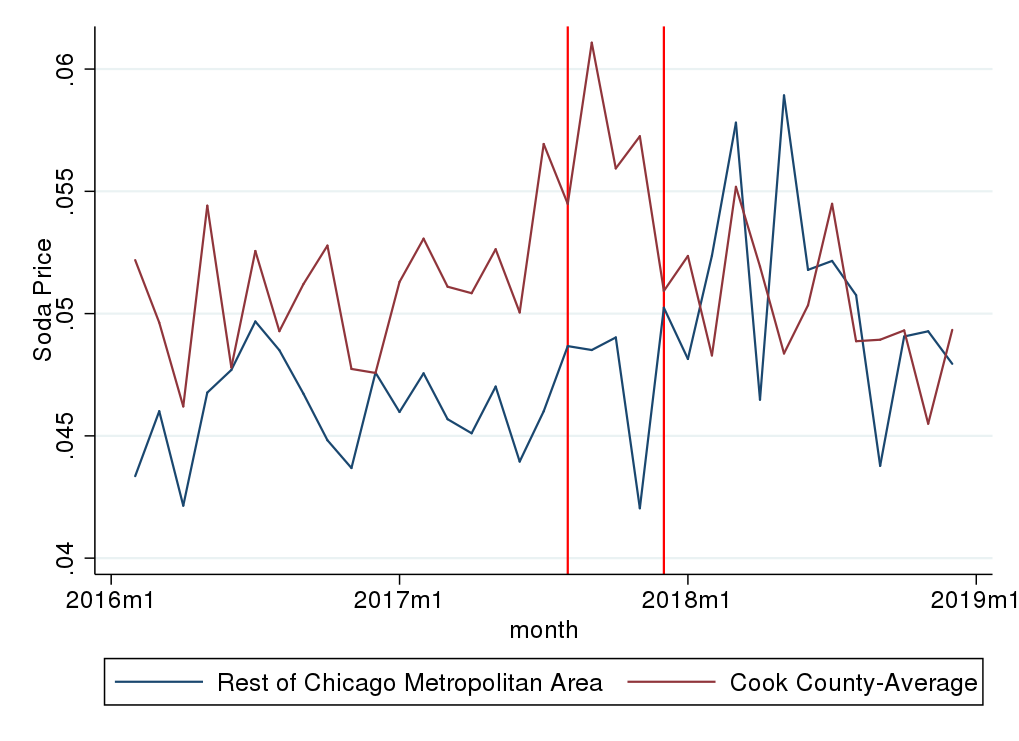 .06
.055
.05
.045
.04
Soda Price
2016m1 2017m1 2018m1 2019m1
month
Rest of Chicago Metropolitan Area Cook County-Average